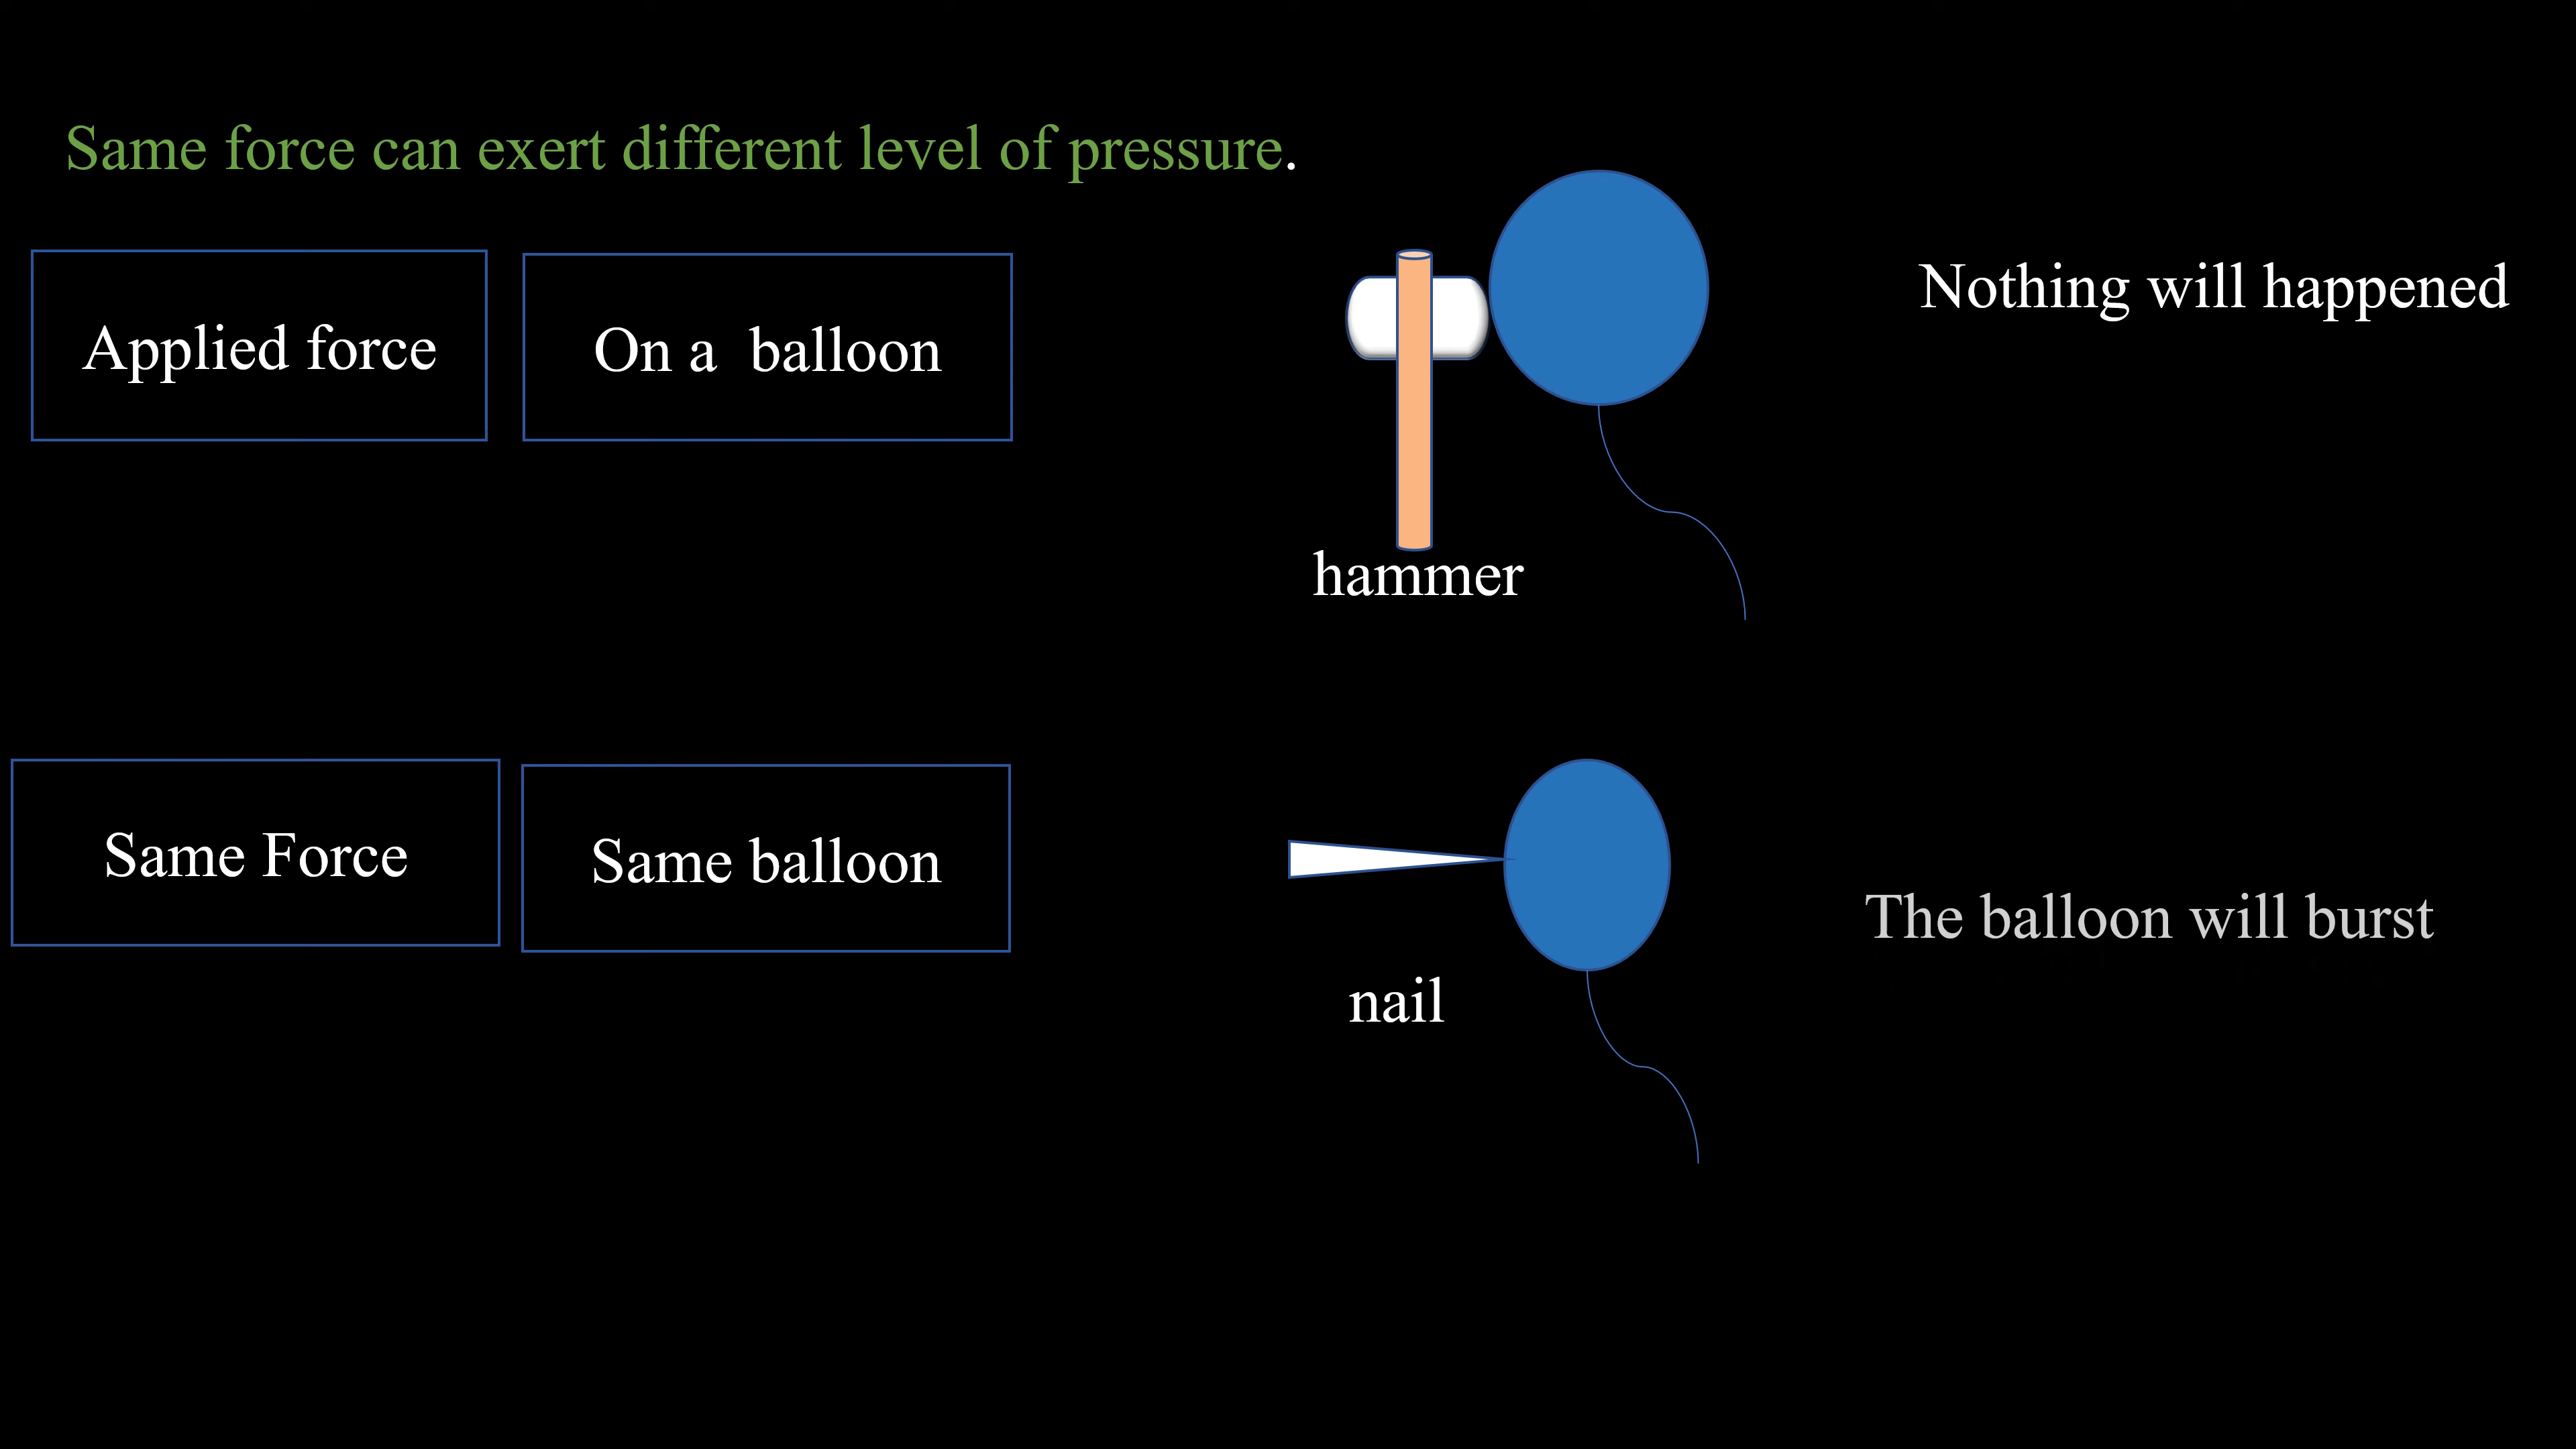 Same force can exert different level of pressure.
Applied force
On a  balloon
Nothing will happened
hammer
Same Force
Same balloon
The balloon will burst
nail